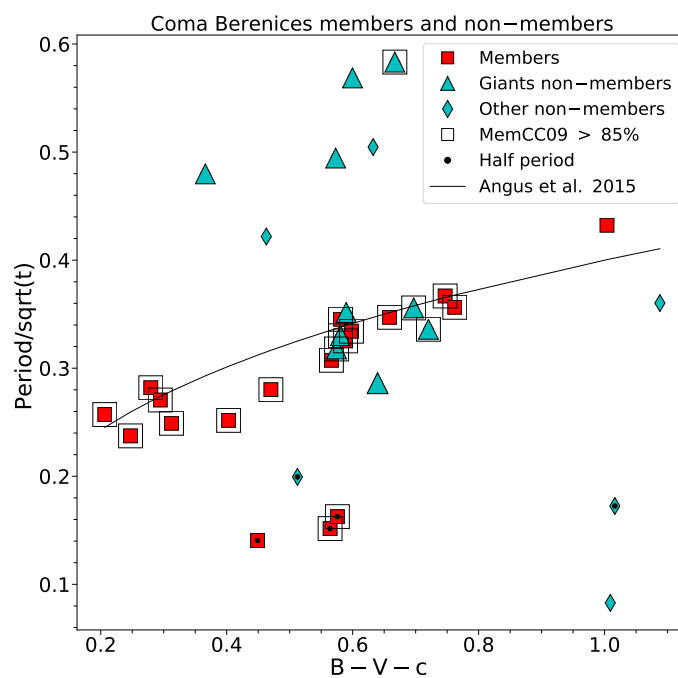 Coma Berenices members and non−members
0.6
0.5
0.4
0.3
0.2
0.1
Period/sqrt(t)
Members
Giants non−members
Other non−members
MemCC09 > 85%
Half period
Angus et al. 2015
0.2 0.4 0.6 0.8 1.0
B − V − c